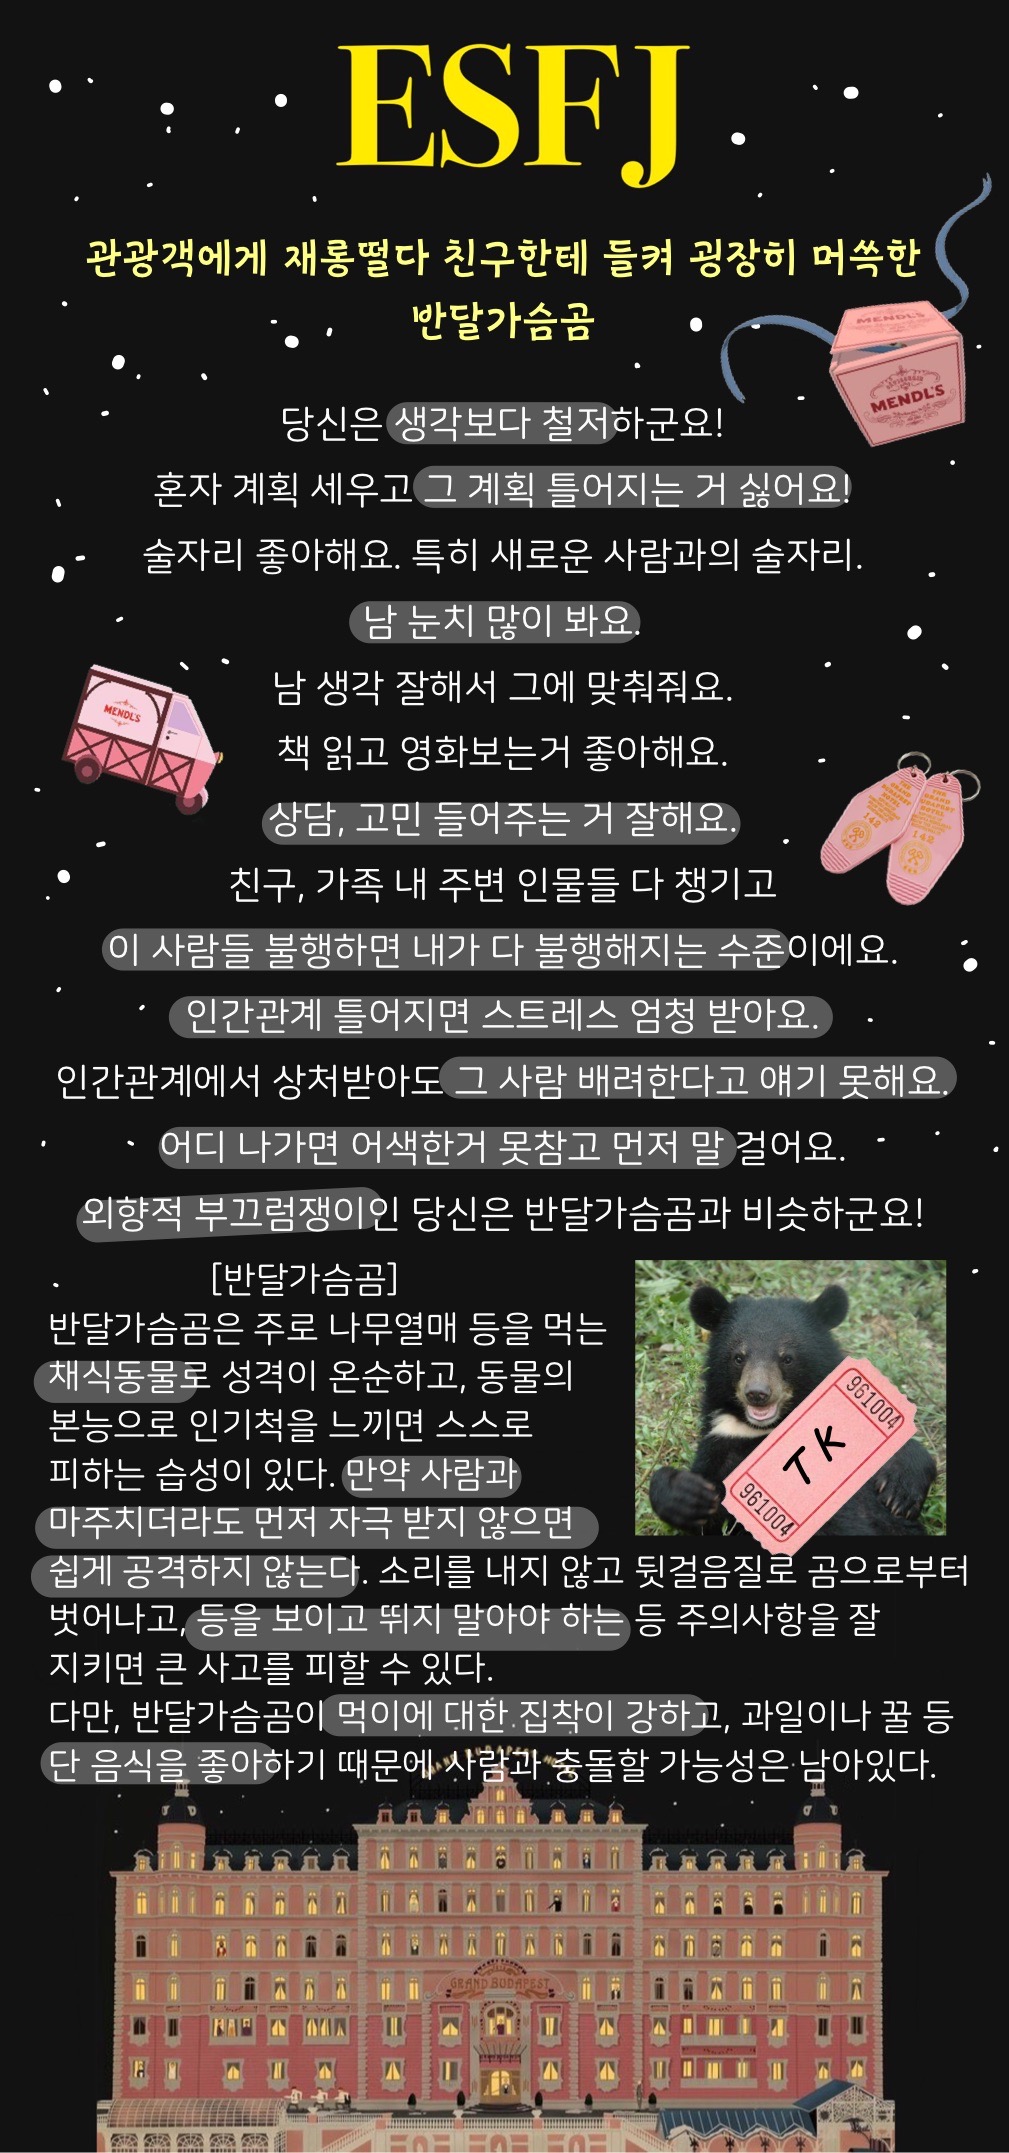 ESFJ
관광객에게 재롱떨다 친구한테 들켜 굉장히 머쓱한
반달가슴곰
MENDL'S
MENDL'S
당신은 생각보다 철저하군요!
혼자 계획 세우고 그 계획 틀어지는 거 싫어요!
술자리 좋아해요. 특히 새로운 사람과의 술자리.
남 눈치 많이 봐요.
남 생각 잘해서 그에 맞춰줘요.
MENDL'S
책 읽고 영화보는거 좋아해요.
THE
GRAND
BUDAPEST
HOTEL
142
142
상담, 고민 들어주는 거 잘해요.
친구, 가족 내 주변 인물들 다 챙기고
이 사람들 불행하면 내가 다 불행해지는 수준이에요.
인간관계 틀어지면 스트레스 엄청 받아요.
인간관계에서 상처받아도 그 사람 배려한다고 얘기 못해요.
어디 나가면 어색한거 못참고 먼저 말 걸어요.
외향적 부끄럼쟁이인 당신은 반달가슴곰과 비슷하군요!
[반달가슴곰]
반달가슴곰은 주로 나무열매 등을 먹는
채식동물로 성격이 온순하고, 동물의
본능으로 인기척을 느끼면 스스로
피하는 습성이 있다. 만약 사람과
마주치더라도 먼저 자극 받지 않으면
쉽게 공격하지 않는다. 소리를 내지 않고 뒷걸음질로 곰으로부터
벗어나고, 등을 보이고 뛰지 말아야 하는 등 주의사항을 잘
지키면 큰 사고를 피할 수 있다.
다만, 반달가슴곰이 먹이에 대한 집착이 강하고, 과일이나 꿀 등
단 음식을 좋아하기 때문에 사람과 충돌할 가능성은 남아있다.
961004
TK
961004
GRAND BUDAPEST HOTEL
GRAND BUDAPEST